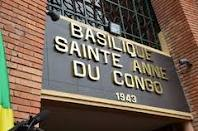 BASILIQUE
SAINTE ANNE
DU CONGO
1943